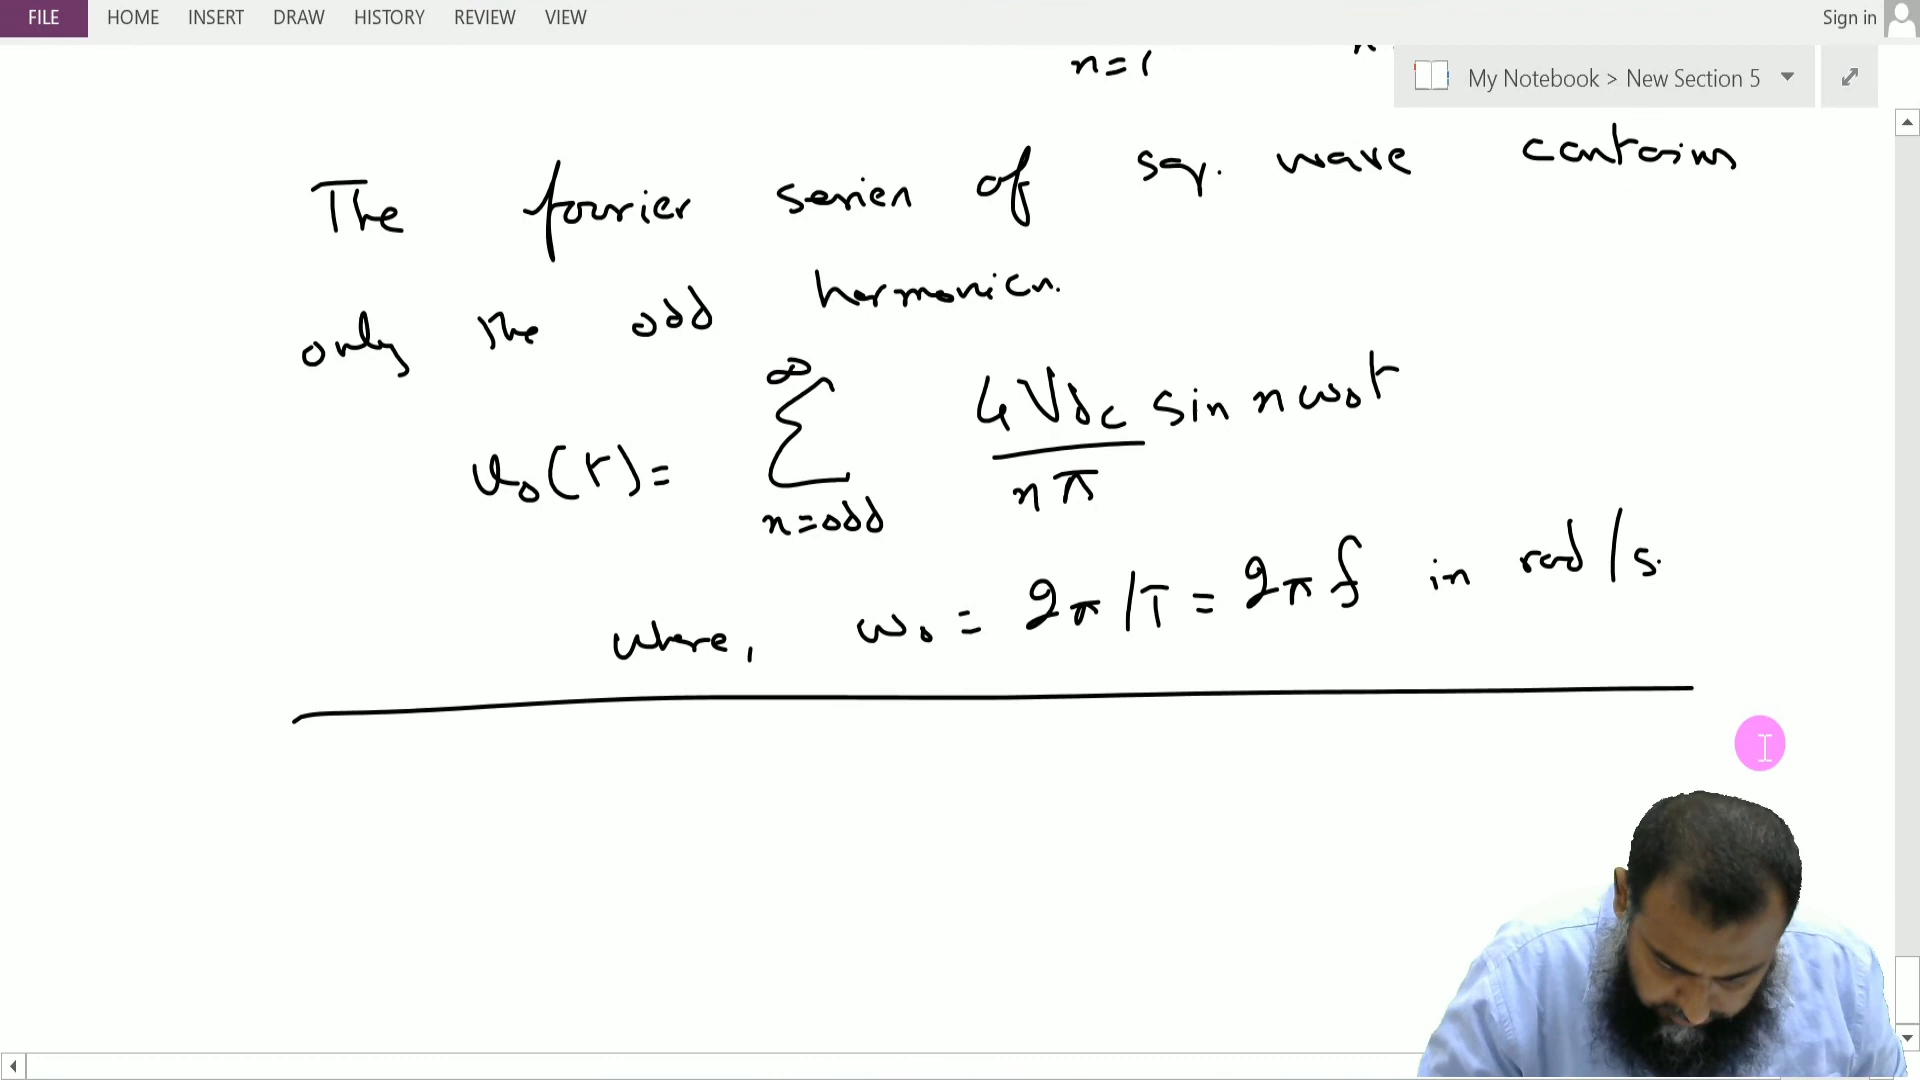 FILE HOME INSERT DRAW HISTORY REVIEW VIEW Sign in
n=1
My Notebook > New Section 5
The fourier series of sqr. wave contains
only the odd harmonics.
v₀(t) = ∞ Σ n=odd 4Vdc/nπ sin nω₀t
where, ω₀ = 2π/T = 2πf in rad/s.